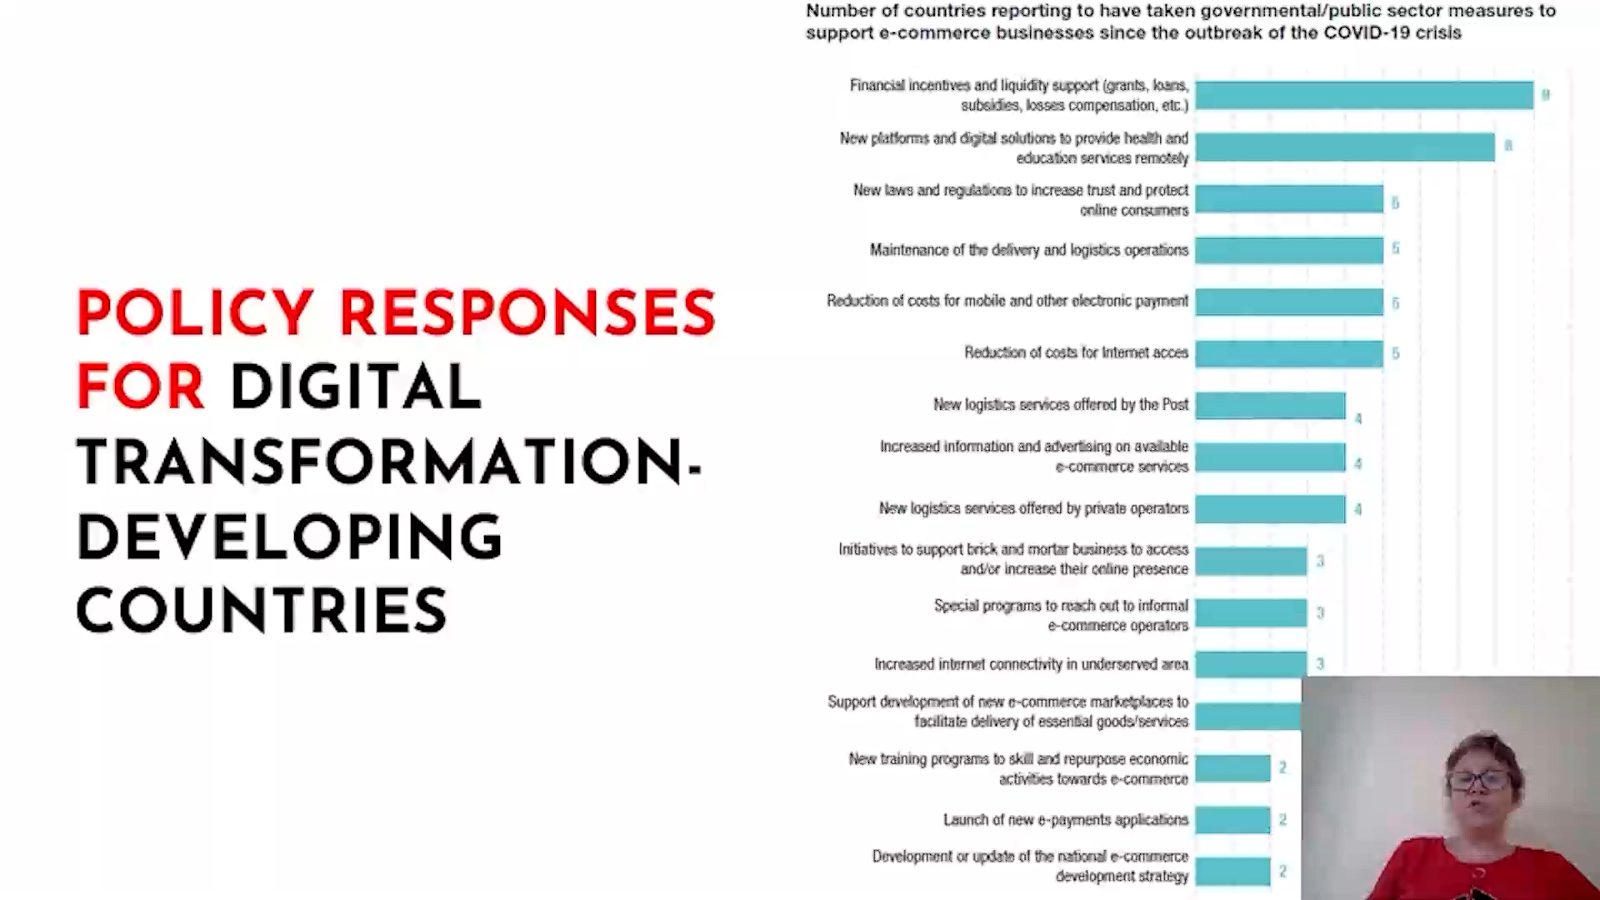 Number of countries reporting to have taken governmental/public sector measures to
support e-commerce businesses since the outbreak of the COVID-19 crisis
POLICY RESPONSES
FOR DIGITAL
TRANSFORMATION-
DEVELOPING
COUNTRIES
Financial incentives and liquidity support (grants, loans,
subsidies, losses compensation, etc.)
9
New platforms and digital solutions to provide health and
education services remotely
8
New laws and regulations to increase trust and protect
online consumers
5
Maintenance of the delivery and logistics operations
5
Reduction of costs for mobile and other electronic payment
5
Reduction of costs for Internet acces
5
New logistics services offered by the Post
4
Increased information and advertising on available
e-commerce services
4
New logistics services offered by private operators
4
Initiatives to support brick and mortar business to access
and/or increase their online presence
3
Special programs to reach out to informal
e-commerce operators
3
Increased internet connectivity in underserved area
3
Support development of new e-commerce marketplaces to
facilitate delivery of essential goods/services
New training programs to skill and repurpose economic
activities towards e-commerce
2
Launch of new e-payments applications
2
Development or update of the national e-commerce
development strategy
2